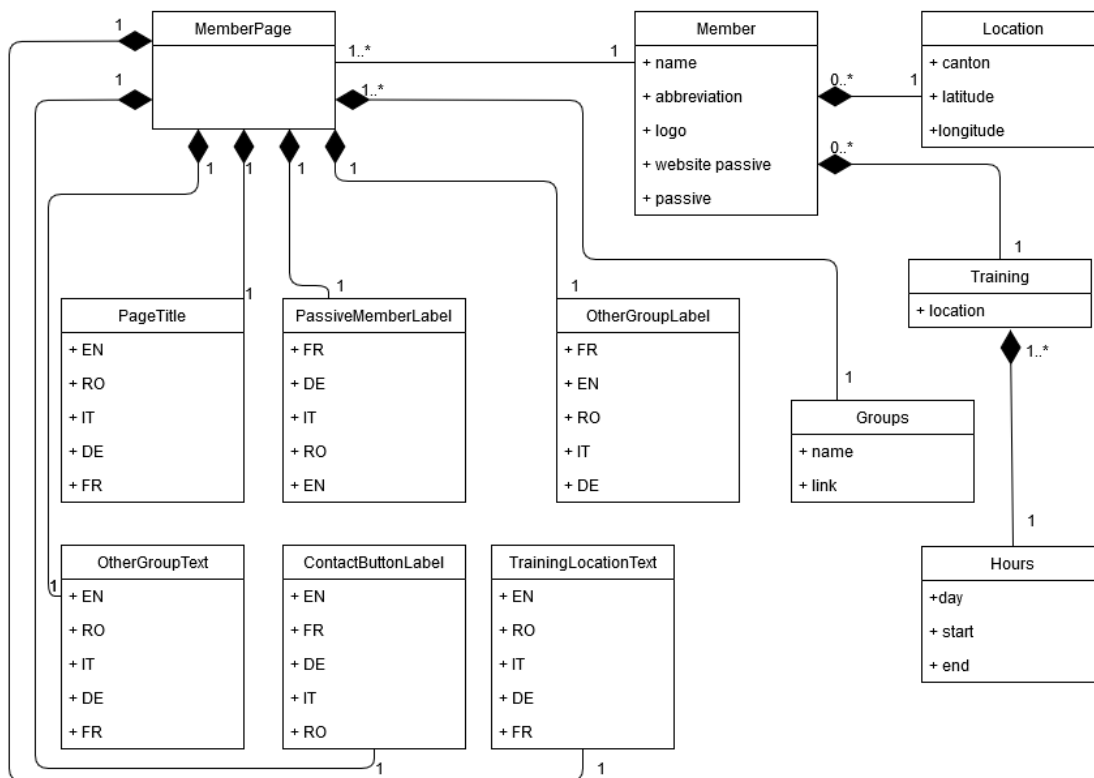 1
MemberPage
1..*
1
Member
+ name
+ abbreviation
+ logo
+ website passive
+ passive
Location
+ canton
+ latitude
+longitude
0..*
1
1
1..*
0..*
1
1
1
1
1
Training
+ location
1..*
1
PageTitle
+ EN
+ RO
+ IT
+ DE
+ FR
1
PassiveMemberLabel
+ FR
+ DE
+ IT
+ RO
+ EN
1
OtherGroupLabel
+ FR
+ EN
+ RO
+ IT
+ DE
1
Groups
+ name
+ link
1
OtherGroupText
+ EN
+ RO
+ IT
+ DE
+ FR
1
ContactButtonLabel
+ EN
+ FR
+ DE
+ IT
+ RO
1
TrainingLocationText
+ EN
+ RO
+ IT
+ DE
+ FR
1
1
Hours
+day
+ start
+ end